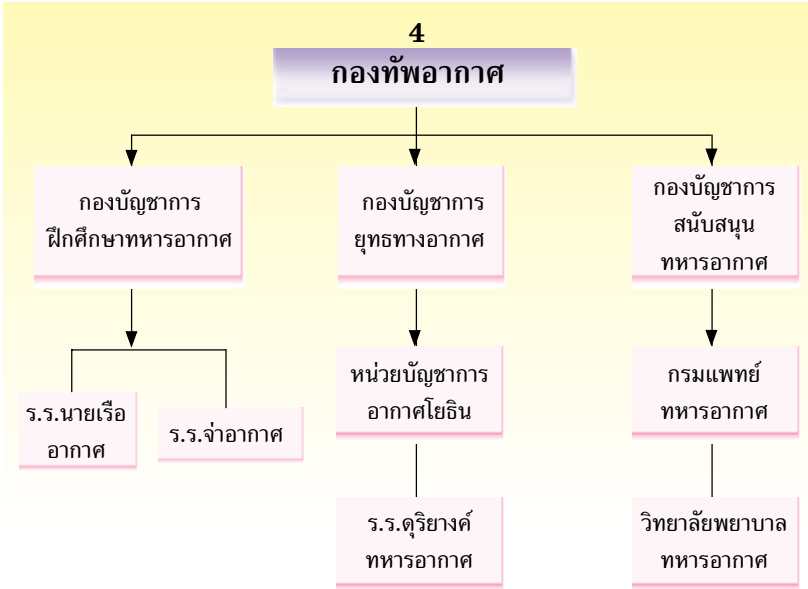 4
กองทัพอากาศ
กองบัญชาการ
ฝึกศึกษาทหารอากาศ
กองบัญชาการ
ยุทธทางอากาศ
กองบัญชาการ
สนับสนุน
ทหารอากาศ
ร.ร.นายเรือ
อากาศ
ร.ร.จ่าอากาศ
หน่วยบัญชาการ
อากาศโยธิน
กรมแพทย์
ทหารอากาศ
ร.ร.ดุริยางค์
ทหารอากาศ
วิทยาลัยพยาบาล
ทหารอากาศ